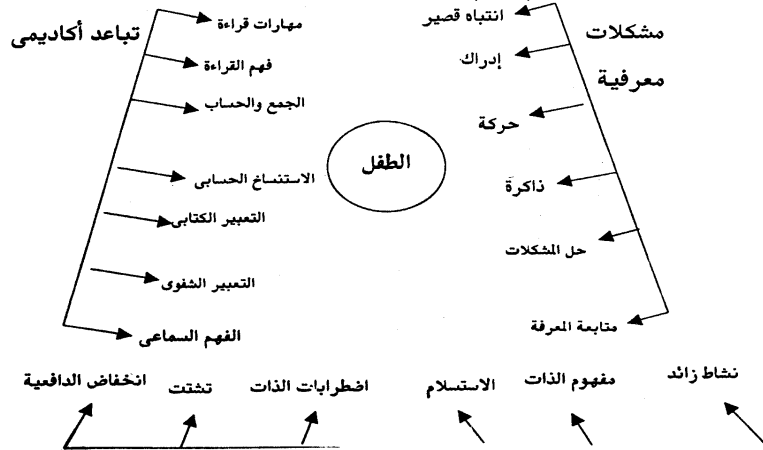 مشكلات
معرفية
انتباه قصير
إدراك
حركة
ذاكرة
حل المشكلات
متابعة المعرفة
الطفل
تباعد أكاديمى
مهارات قراءة
فهم القراءة
الجمع والحساب
الاستنساخ الحسابى
التعبير الكتابى
التعبير الشفوى
الفهم السماعى
نشاط زائد
مفهوم الذات
الاستسلام
اضطرابات الذات
تشتت
انخفاض الدافعية